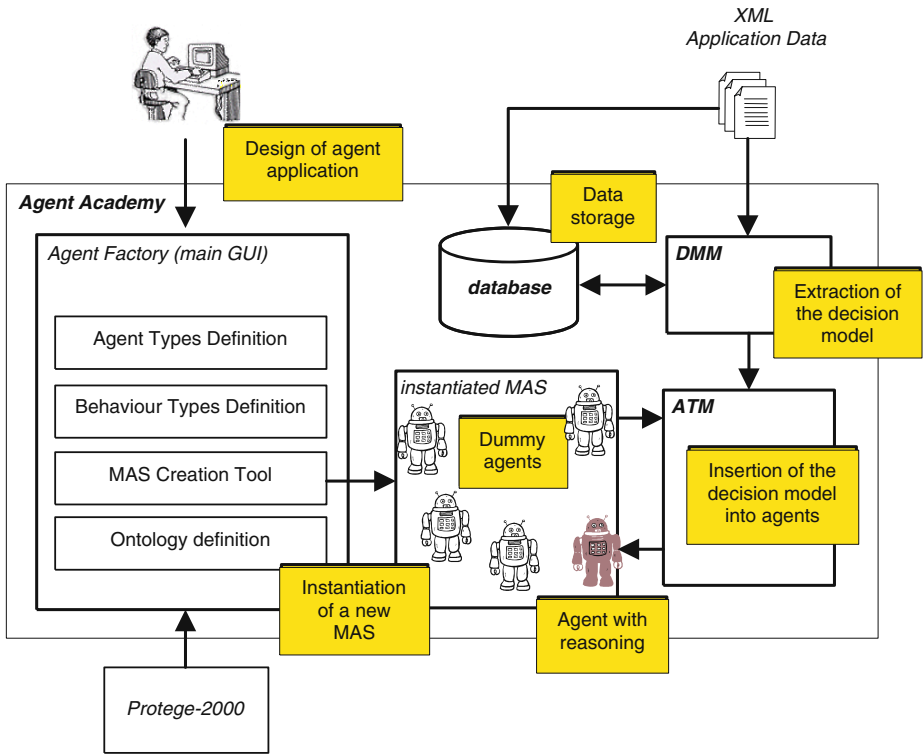 XML
Application Data
Design of agent
application
Agent Academy
Data
storage
Agent Factory (main GUI)
database
DMM
Extraction of
the decision
model
Agent Types Definition
Behaviour Types Definition
MAS Creation Tool
Ontology definition
instantiated MAS
Dummy
agents
ATM
Insertion of the
decision model
into agents
Instantiation
of a new
MAS
Agent with
reasoning
Protege-2000